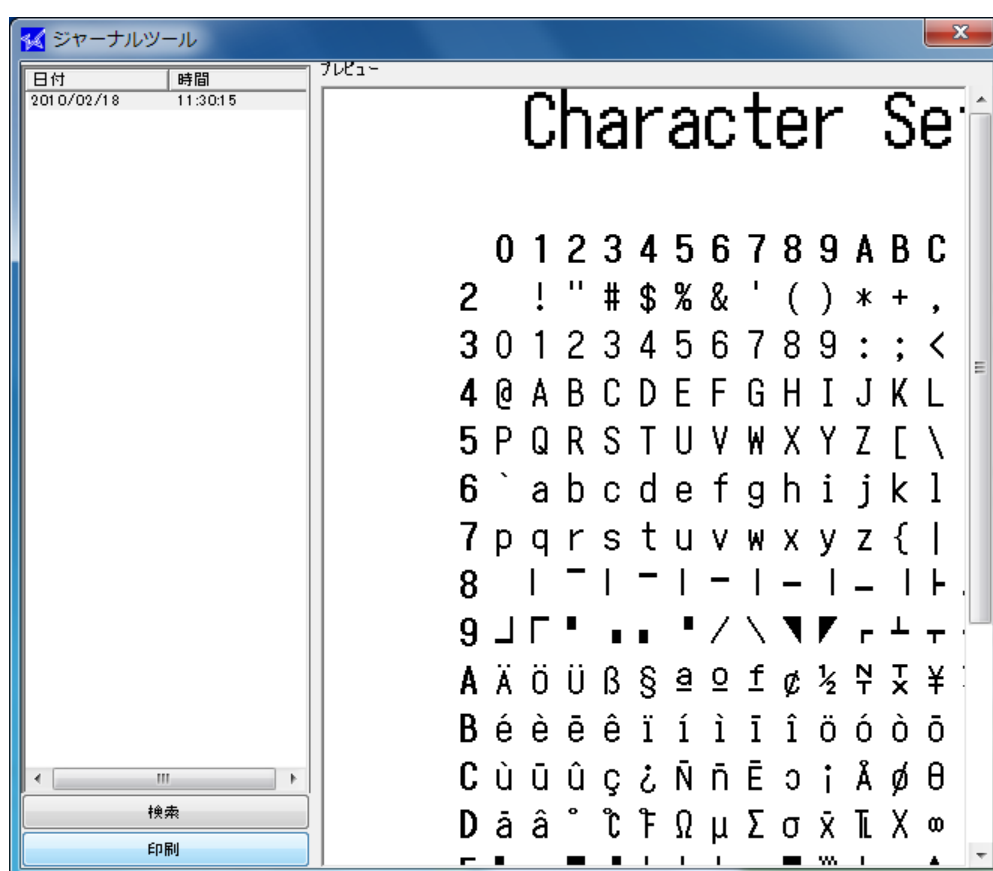 ジャーナルツール
日付 時間
2010/02/18 11:30:15
プレビュー
Character Se
0 1 2 3 4 5 6 7 8 9 A B C
2 ! " # $ % & ' ( ) * + ,
3 0 1 2 3 4 5 6 7 8 9 : ; <
4 @ A B C D E F G H I J K L
5 P Q R S T U V W X Y Z [ \
6 ` a b c d e f g h i j k l
7 p q r s t u v w x y z { |
8
9
A Ä Ö Ü ß § ª º ƒ ¢ ½ ¥
B é è ē ê ï í ì ī î ö ó ò ō
C ù ū û ç ¿ Ñ ñ Ē ɔ ¡ Å ø θ
D ā â ° ℃ ℉ Ω μ Σ σ x̄ X ∞
検索
印刷